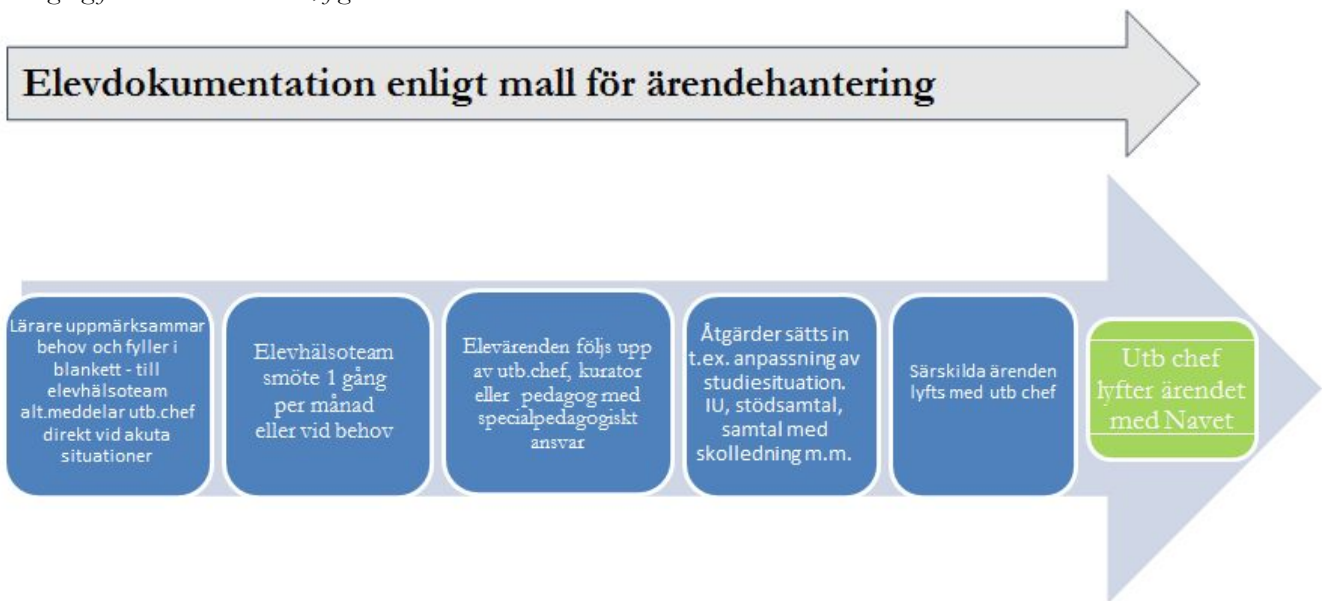 Elevdokumentation enligt mall för ärendehantering
Lärare uppmärksammar
behov och fyller i
blankett - till
elevhälsoteam
alt.meddelar utb.chef
direkt vid akuta
situationer
Elevhälsoteam
smöte 1 gång
per månad
eller vid behov
Elevärenden följs upp
av utb.chef, kurator
eller pedagog med
specialpedagogiskt
ansvar
Åtgärder sätts in
t.ex. anpassning av
studiesituation.
IU, stödsamtal,
samtal med
skolledning m.m.
Särskilda ärenden
lyfts med utb chef
Utb chef
lyfter ärendet
med Navet